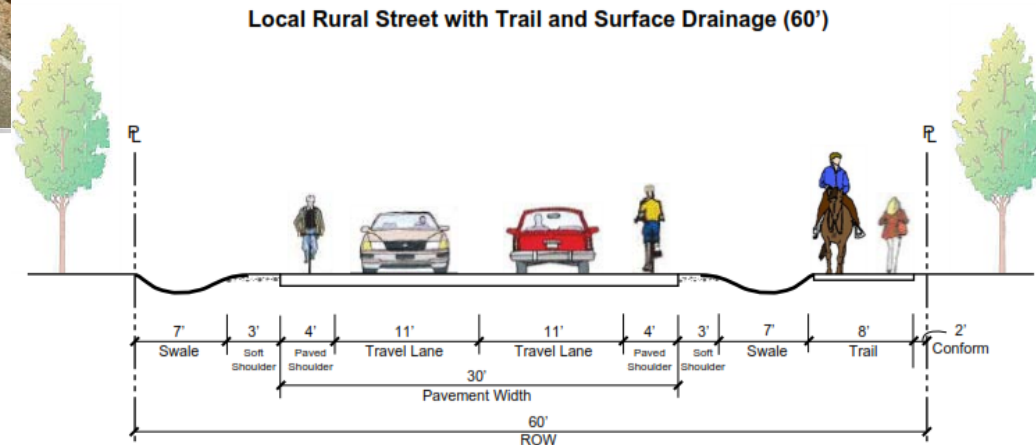 Local Rural Street with Trail and Surface Drainage (60’)
PL PL
7’ 3’ 4’ 11’ 11’ 4’ 3’ 7’ 8’ 2’
Swale Soft Shoulder Paved Shoulder Travel Lane Travel Lane Paved Shoulder Soft Shoulder Swale Trail Conform
30’
Pavement Width
60’
ROW